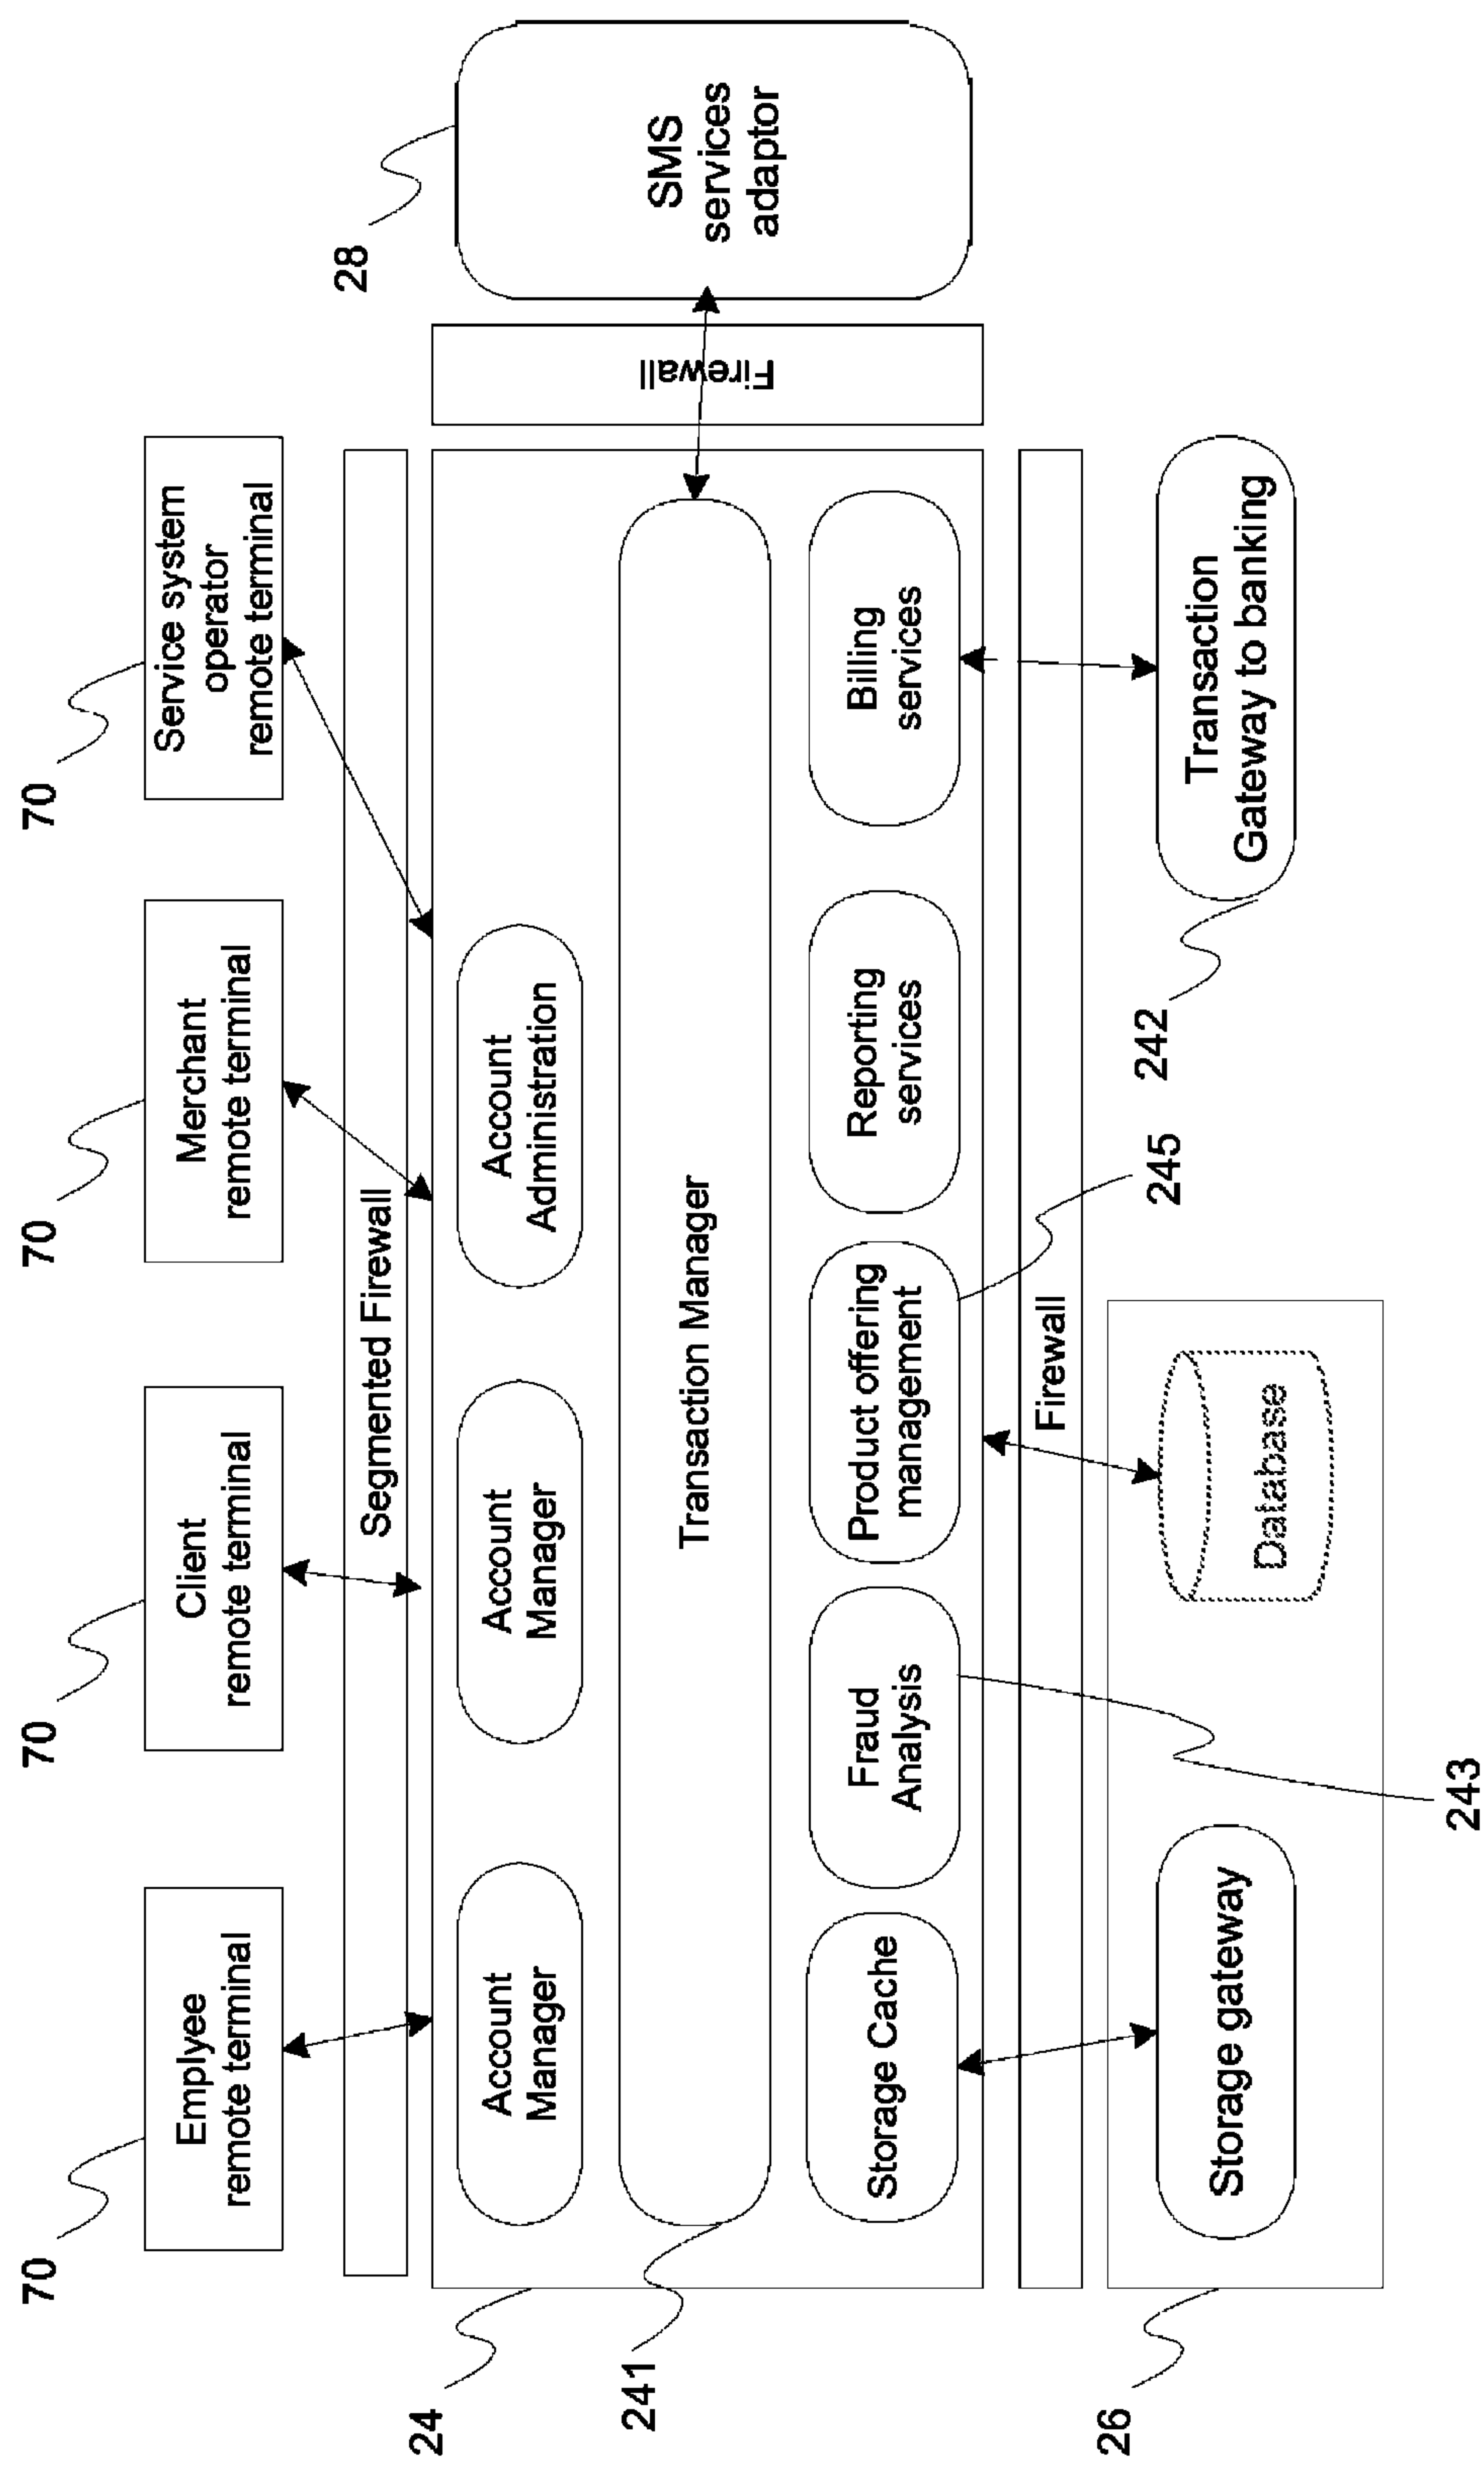 70
70
70
70
Emplyee
remote terminal
Client
remote terminal
Merchant
remote terminal
Service system
operator
remote terminal
28
Segmented Firewall
24
Account
Manager
Account
Manager
Account
Administration
241
Transaction Manager
Firewall
SMS
services
adaptor
Storage Cache
Fraud
Analysis
Product offering
management
Reporting
services
Billing
services
Firewall
26
245
242
Storage gateway
Database
Transaction
Gateway to banking
243